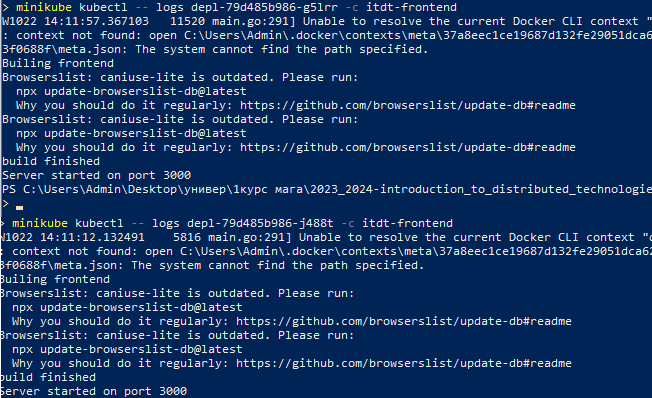 > minikube kubectl -- logs depl-79d485b986-g5lrr -c itdt-frontend
W1022 14:11:57.367103   11520 main.go:291] Unable to resolve the current Docker CLI context "
: context not found: open C:\Users\Admin\.docker\contexts\meta\37a8eec1ce19687d132fe29051dca6
3f0688f\meta.json: The system cannot find the path specified.
Builing frontend
Browserslist: caniuse-lite is outdated. Please run:
  npx update-browserslist-db@latest
  Why you should do it regularly: https://github.com/browserslist/update-db#readme
Browserslist: caniuse-lite is outdated. Please run:
  npx update-browserslist-db@latest
  Why you should do it regularly: https://github.com/browserslist/update-db#readme
build finished
Server started on port 3000
PS C:\Users\Admin\Desktop\универ\1курс мага\2023_2024-introduction_to_distributed_technologie
>
> minikube kubectl -- logs depl-79d485b986-j488t -c itdt-frontend
W1022 14:11:12.132491    5816 main.go:291] Unable to resolve the current Docker CLI context "d
: context not found: open C:\Users\Admin\.docker\contexts\meta\37a8eec1ce19687d132fe29051dca62
3f0688f\meta.json: The system cannot find the path specified.
Builing frontend
Browserslist: caniuse-lite is outdated. Please run:
  npx update-browserslist-db@latest
  Why you should do it regularly: https://github.com/browserslist/update-db#readme
Browserslist: caniuse-lite is outdated. Please run:
  npx update-browserslist-db@latest
  Why you should do it regularly: https://github.com/browserslist/update-db#readme
build finished
Server started on port 3000